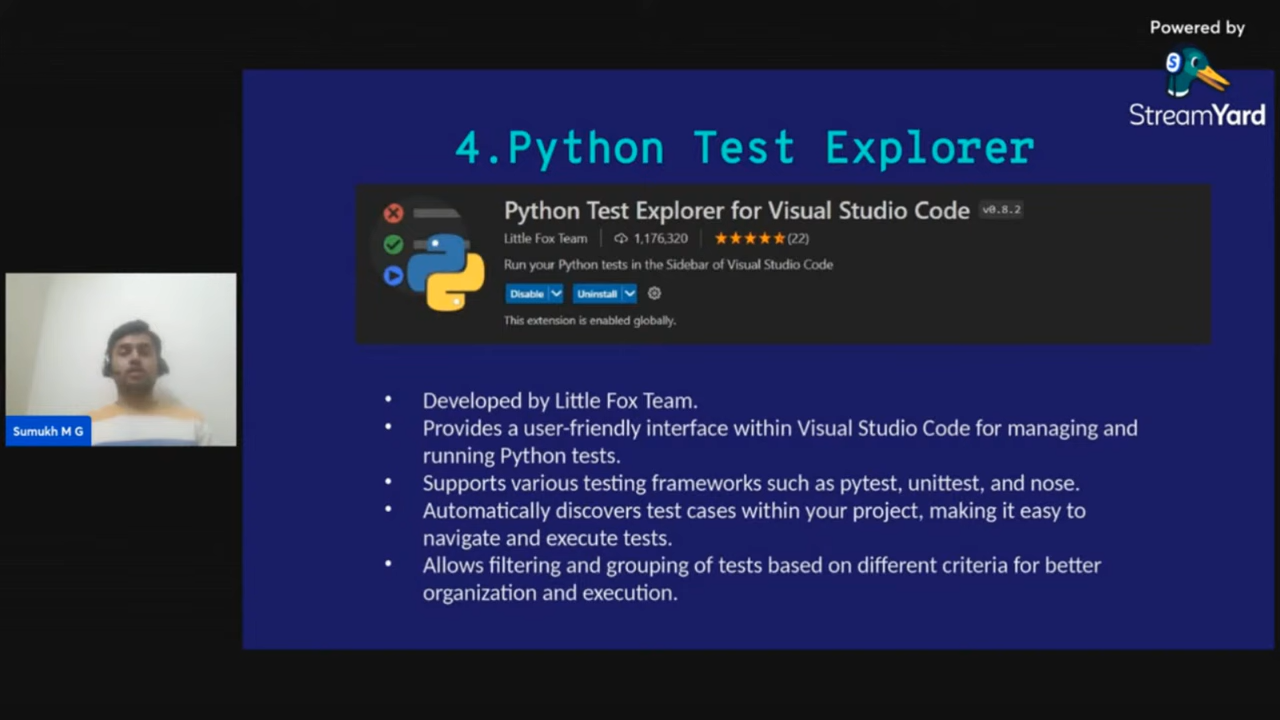 Powered by
StreamYard
4.Python Test Explorer
Python Test Explorer for Visual Studio Code v0.8.2
Little Fox Team 1,176,320 (22)
Run your Python tests in the Sidebar of Visual Studio Code
Disable Uninstall
This extension is enabled globally.
• Developed by Little Fox Team.
• Provides a user-friendly interface within Visual Studio Code for managing and
running Python tests.
• Supports various testing frameworks such as pytest, unittest, and nose.
• Automatically discovers test cases within your project, making it easy to
navigate and execute tests.
• Allows filtering and grouping of tests based on different criteria for better
organization and execution.
Sumukh M G